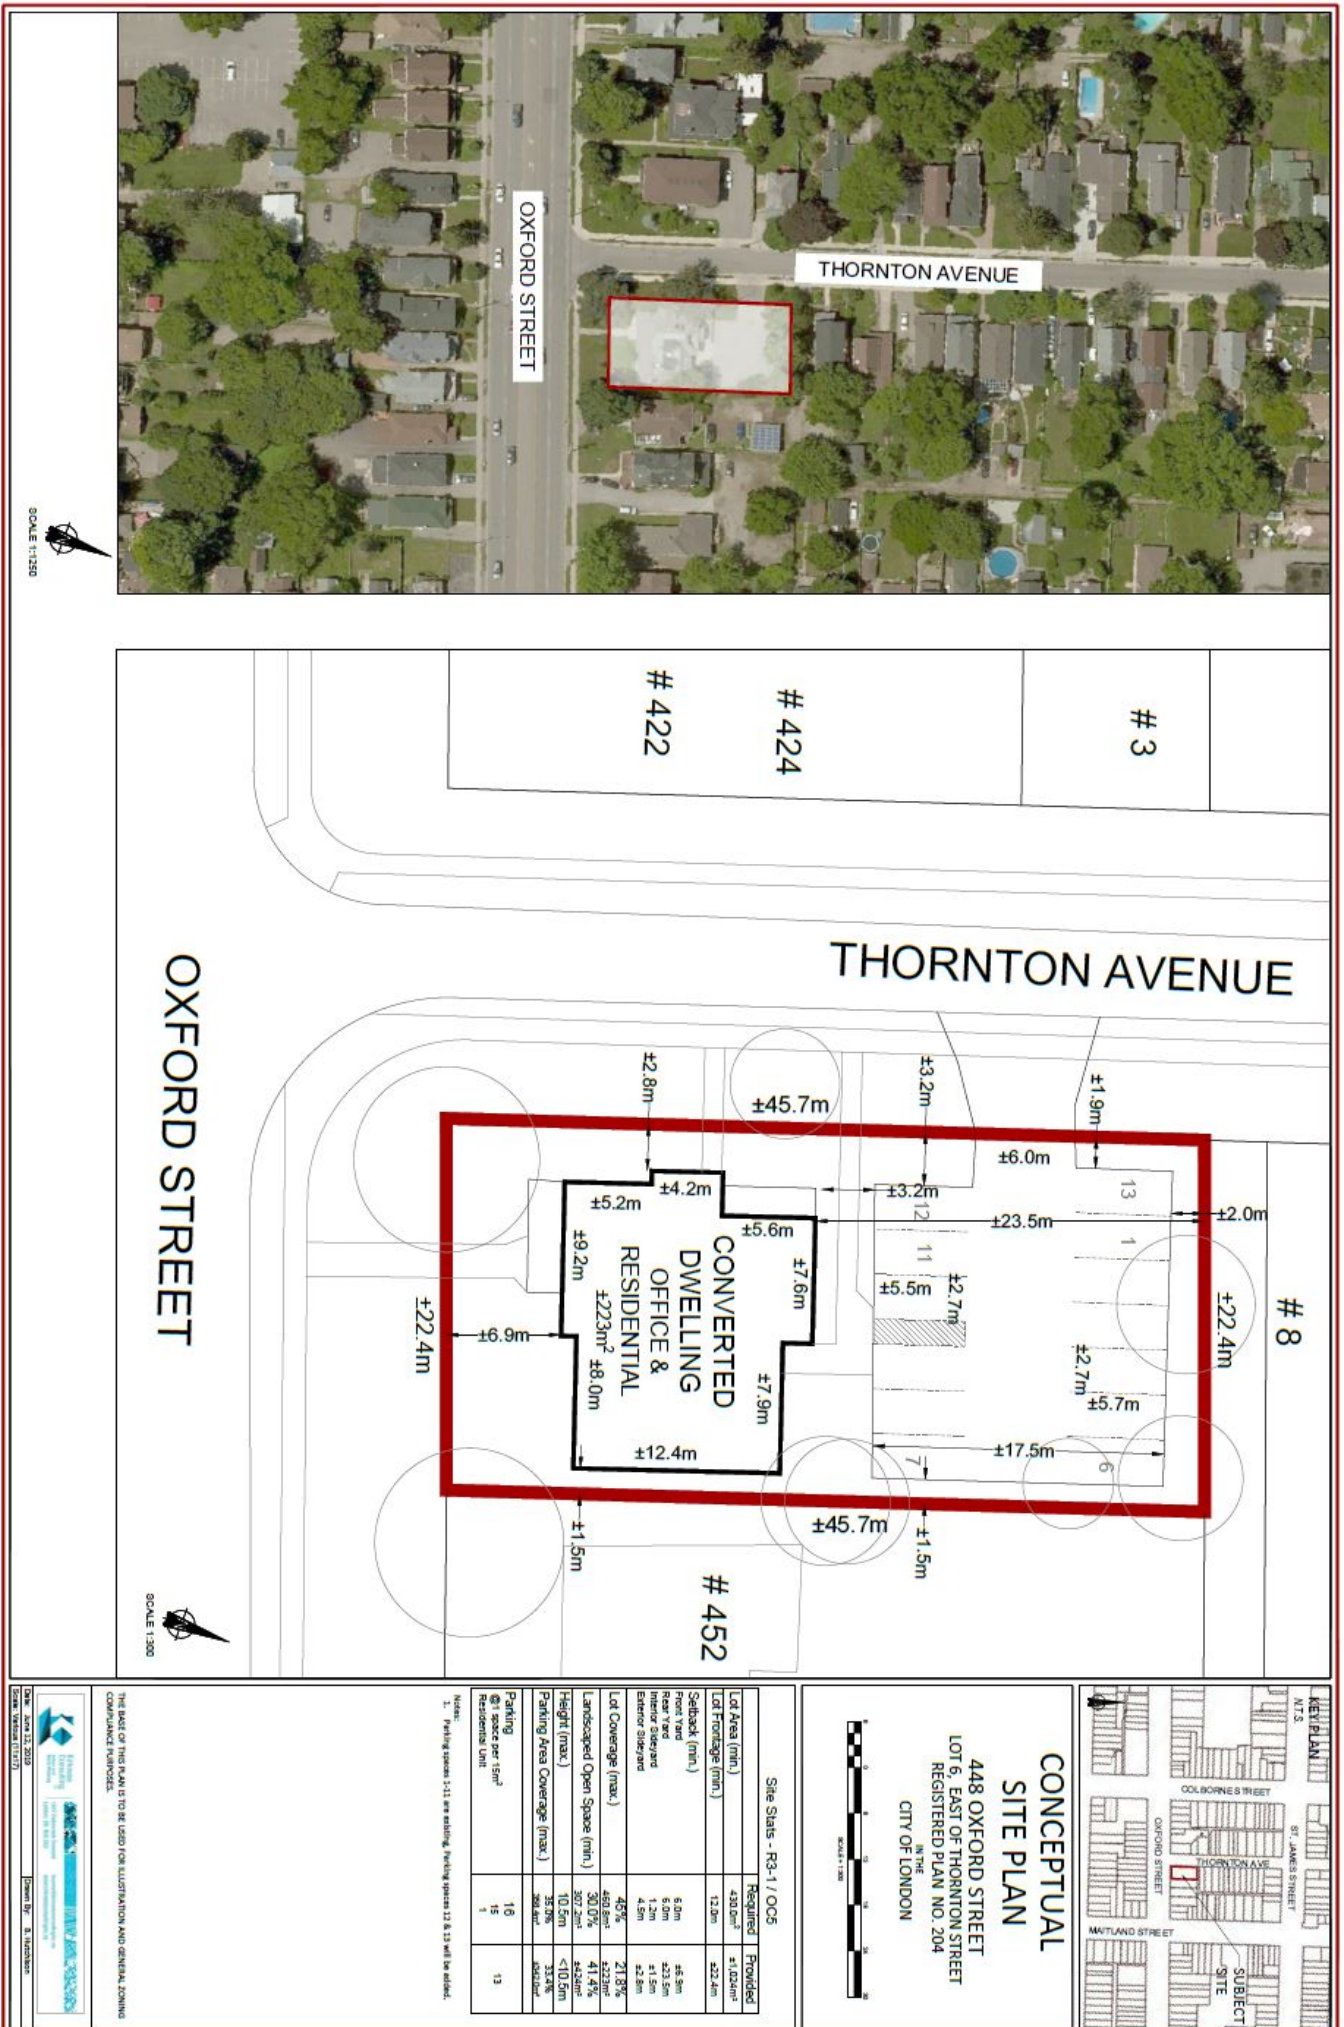 OXFORD STREET
THORNTON AVENUE
SCALE 1:1250
# 422
# 424
# 3
THORNTON AVENUE
OXFORD STREET
# 8
# 452
±45.7m
±2.8m
±3.2m
±1.9m
±6.0m
±2.0m
±3.2m
±23.5m
±4.2m
±5.2m
±5.6m
±7.6m
±9.2m
CONVERTED
DWELLING
OFFICE &
RESIDENTIAL
±223m²
±8.0m
±7.9m
±12.4m
±6.9m
±22.4m
±22.4m
13
1
12
11
±5.5m
±2.7m
±2.7m
±5.7m
±17.5m
7
6
±45.7m
±1.5m
±1.5m
SCALE 1:300
KEY PLAN
N.T.S.
COLBORNE STREET
ST. JAMES STREET
OXFORD STREET
THORNTON AVE
MAITLAND STREET
SUBJECT
SITE
CONCEPTUAL
SITE PLAN
448 OXFORD STREET
LOT 6, EAST OF THORNTON STREET
REGISTERED PLAN NO. 204
IN THE
CITY OF LONDON
SCALE = 1:300
Site Stats - R3-1 / OC5
Required Provided
Lot Area (min.) 430.0m² ±1,024m²
Lot Frontage (min.) 12.0m ±22.4m
Setback (min.)
Front Yard 6.0m ±6.9m
Rear Yard 6.0m ±23.5m
Interior Sideyard 1.2m ±1.5m
Exterior Sideyard 4.5m ±2.8m
Lot Coverage (max.) 45% 21.8%
460.8m² ±223m²
Landscaped Open Space (min.) 30.0% 41.4%
307.2m² ±424m²
Height (max.) 10.5m <10.5m
Parking Area Coverage (max.) 35.0% 33.4%
Parking 16 13
@1 space per 15m² 15
Residential Unit 1
Notes:
1. Parking spaces 1-11 are existing. Parking spaces 12 & 13 will be added.
THE BASE OF THIS PLAN IS TO BE USED FOR ILLUSTRATION AND GENERAL ZONING
COMPLIANCE PURPOSES.
Date: June 12, 2019
Drawn By: B. Hutchison
Scale: Various (11x17)